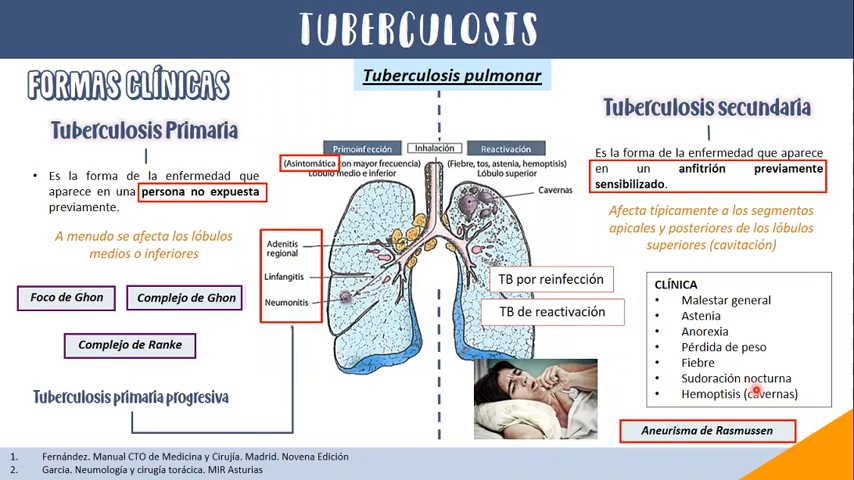 TUBERCULOSIS
FORMAS CLÍNICAS
Tuberculosis Primaria
• Es la forma de la enfermedad que
aparece en una persona no expuesta
previamente.
A menudo se afecta los lóbulos
medios o inferiores
Foco de Ghon
Complejo de Ghon
Complejo de Ranke
Tuberculosis primaria progresiva
Tuberculosis pulmonar
Primoinfección
Inhalación
Reactivación
(Asintomática con mayor frecuencia)
Lóbulo medio e inferior
(Fiebre, tos, astenia, hemoptisis)
Lóbulo superior
Cavernas
Adenitis
regional
Linfangitis
Neumonitis
TB por reinfección
TB de reactivación
Tuberculosis secundaria
Es la forma de la enfermedad que aparece
en un anfitrión previamente
sensibilizado.
Afecta típicamente a los segmentos
apicales y posteriores de los lóbulos
superiores (cavitación)
CLÍNICA
• Malestar general
• Astenia
• Anorexia
• Pérdida de peso
• Fiebre
• Sudoración nocturna
• Hemoptisis (cavernas)
Aneurisma de Rasmussen
1. Fernández. Manual CTO de Medicina y Cirujía. Madrid. Novena Edición
2. Garcia. Neumología y cirugía torácica. MIR Asturias